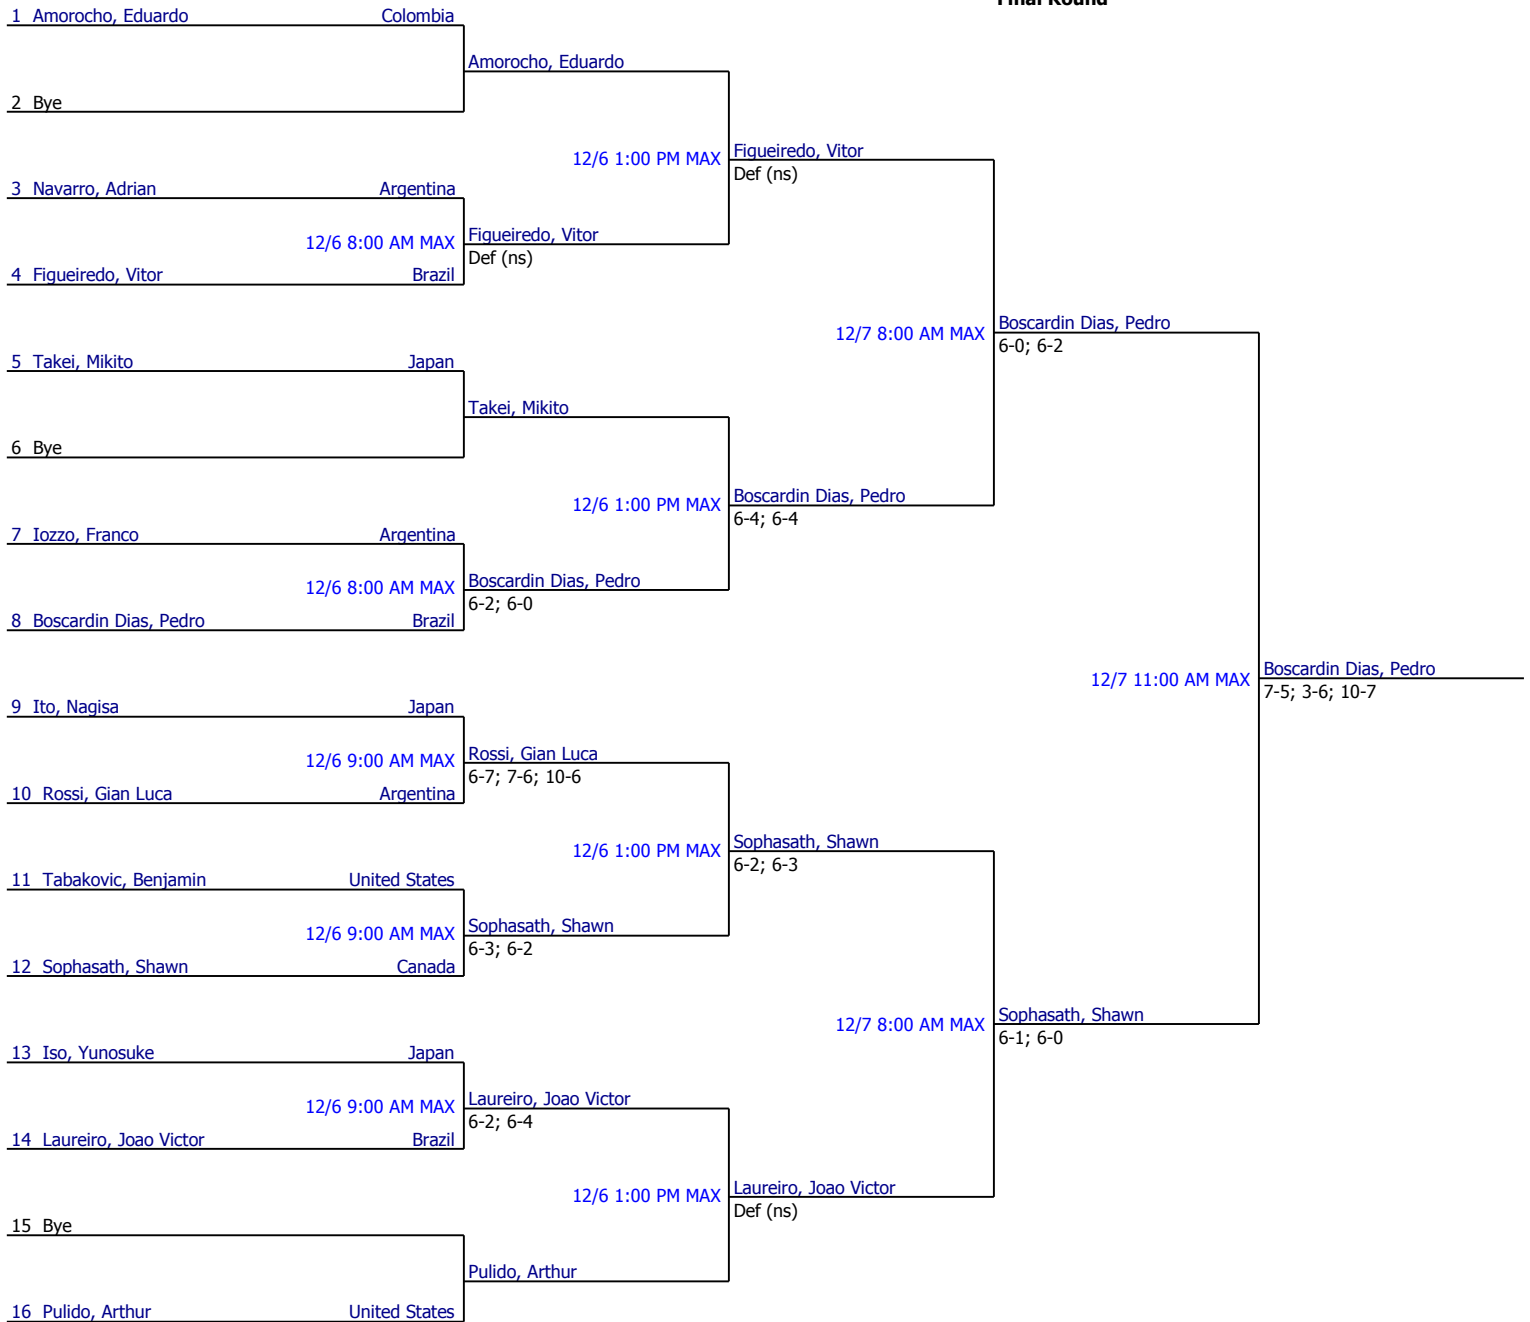 Final Round
1 Amorocho, Eduardo Colombia
Amorocho, Eduardo
2 Bye
12/6 1:00 PM MAX Figueiredo, Vitor
Def (ns)
3 Navarro, Adrian Argentina
12/6 8:00 AM MAX Figueiredo, Vitor
Def (ns)
4 Figueiredo, Vitor Brazil
12/7 8:00 AM MAX Boscardin Dias, Pedro
6-0; 6-2
5 Takei, Mikito Japan
Takei, Mikito
6 Bye
12/6 1:00 PM MAX Boscardin Dias, Pedro
6-4; 6-4
7 Iozzo, Franco Argentina
12/6 8:00 AM MAX Boscardin Dias, Pedro
6-2; 6-0
8 Boscardin Dias, Pedro Brazil
12/7 11:00 AM MAX Boscardin Dias, Pedro
7-5; 3-6; 10-7
9 Ito, Nagisa Japan
12/6 9:00 AM MAX Rossi, Gian Luca
6-7; 7-6; 10-6
10 Rossi, Gian Luca Argentina
12/6 1:00 PM MAX Sophasath, Shawn
6-2; 6-3
11 Tabakovic, Benjamin United States
12/6 9:00 AM MAX Sophasath, Shawn
6-3; 6-2
12 Sophasath, Shawn Canada
12/7 8:00 AM MAX Sophasath, Shawn
6-1; 6-0
13 Iso, Yunosuke Japan
12/6 9:00 AM MAX Laureiro, Joao Victor
6-2; 6-4
14 Laureiro, Joao Victor Brazil
12/6 1:00 PM MAX Laureiro, Joao Victor
Def (ns)
15 Bye
Pulido, Arthur
16 Pulido, Arthur United States